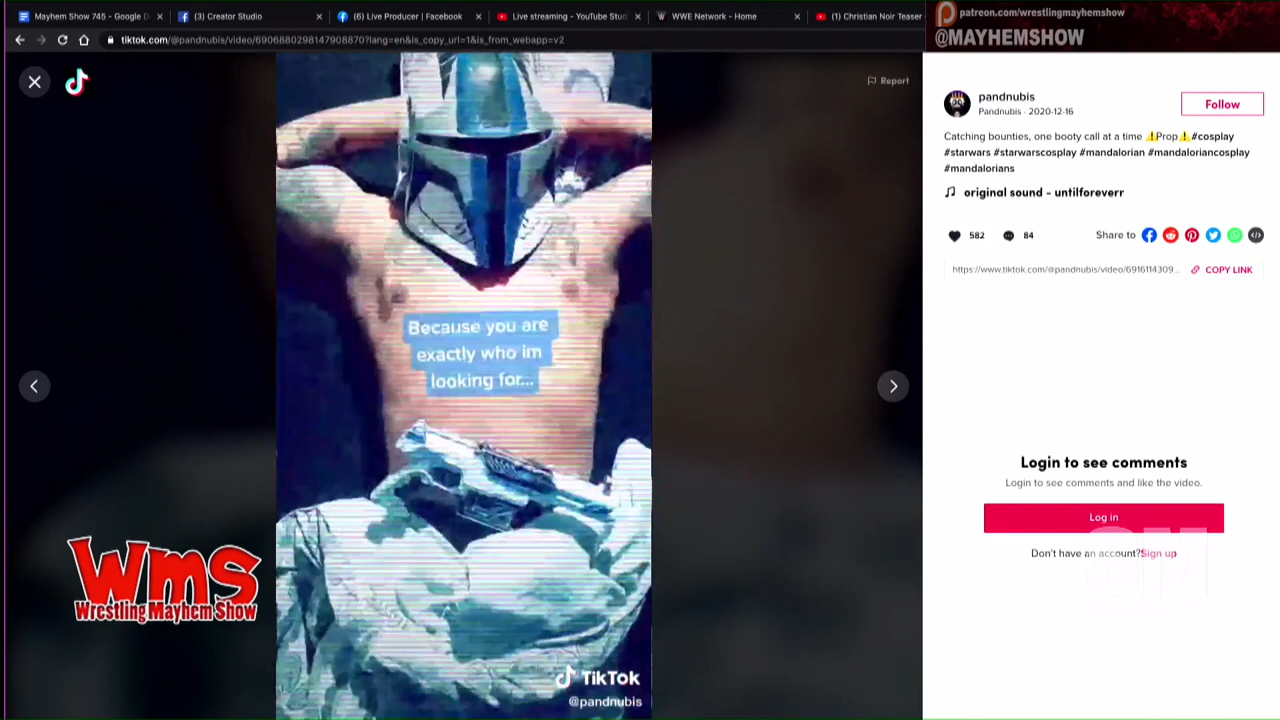 Mayhem Show 745 - Google D
(3) Creator Studio
(6) Live Producer | Facebook
Live streaming - YouTube Stud
WWE Network - Home
(1) Christian Noir Teaser
patreon.com/wrestlingmayhemshow
@MAYHEMSHOW
tiktok.com/@pandnubis/video/6906880298147908870?lang=en&is_copy_url=1&is_from_webapp=v2
Report
pandnubis
Pandnubis · 2020-12-16
Follow
Catching bounties, one booty call at a time ⚠️Prop⚠️#cosplay
#starwars #starwarscosplay #mandalorian #mandaloriancosplay
#mandalorians
original sound - untilforeverr
582
84
Share to
https://www.tiktok.com/@pandnubis/video/6916114309...
COPY LINK
Because you are
exactly who im
looking for...
Login to see comments
Login to see comments and like the video.
Log in
Don't have an account?Sign up
wms
Wrestling Mayhem Show
TikTok
@pandnubis